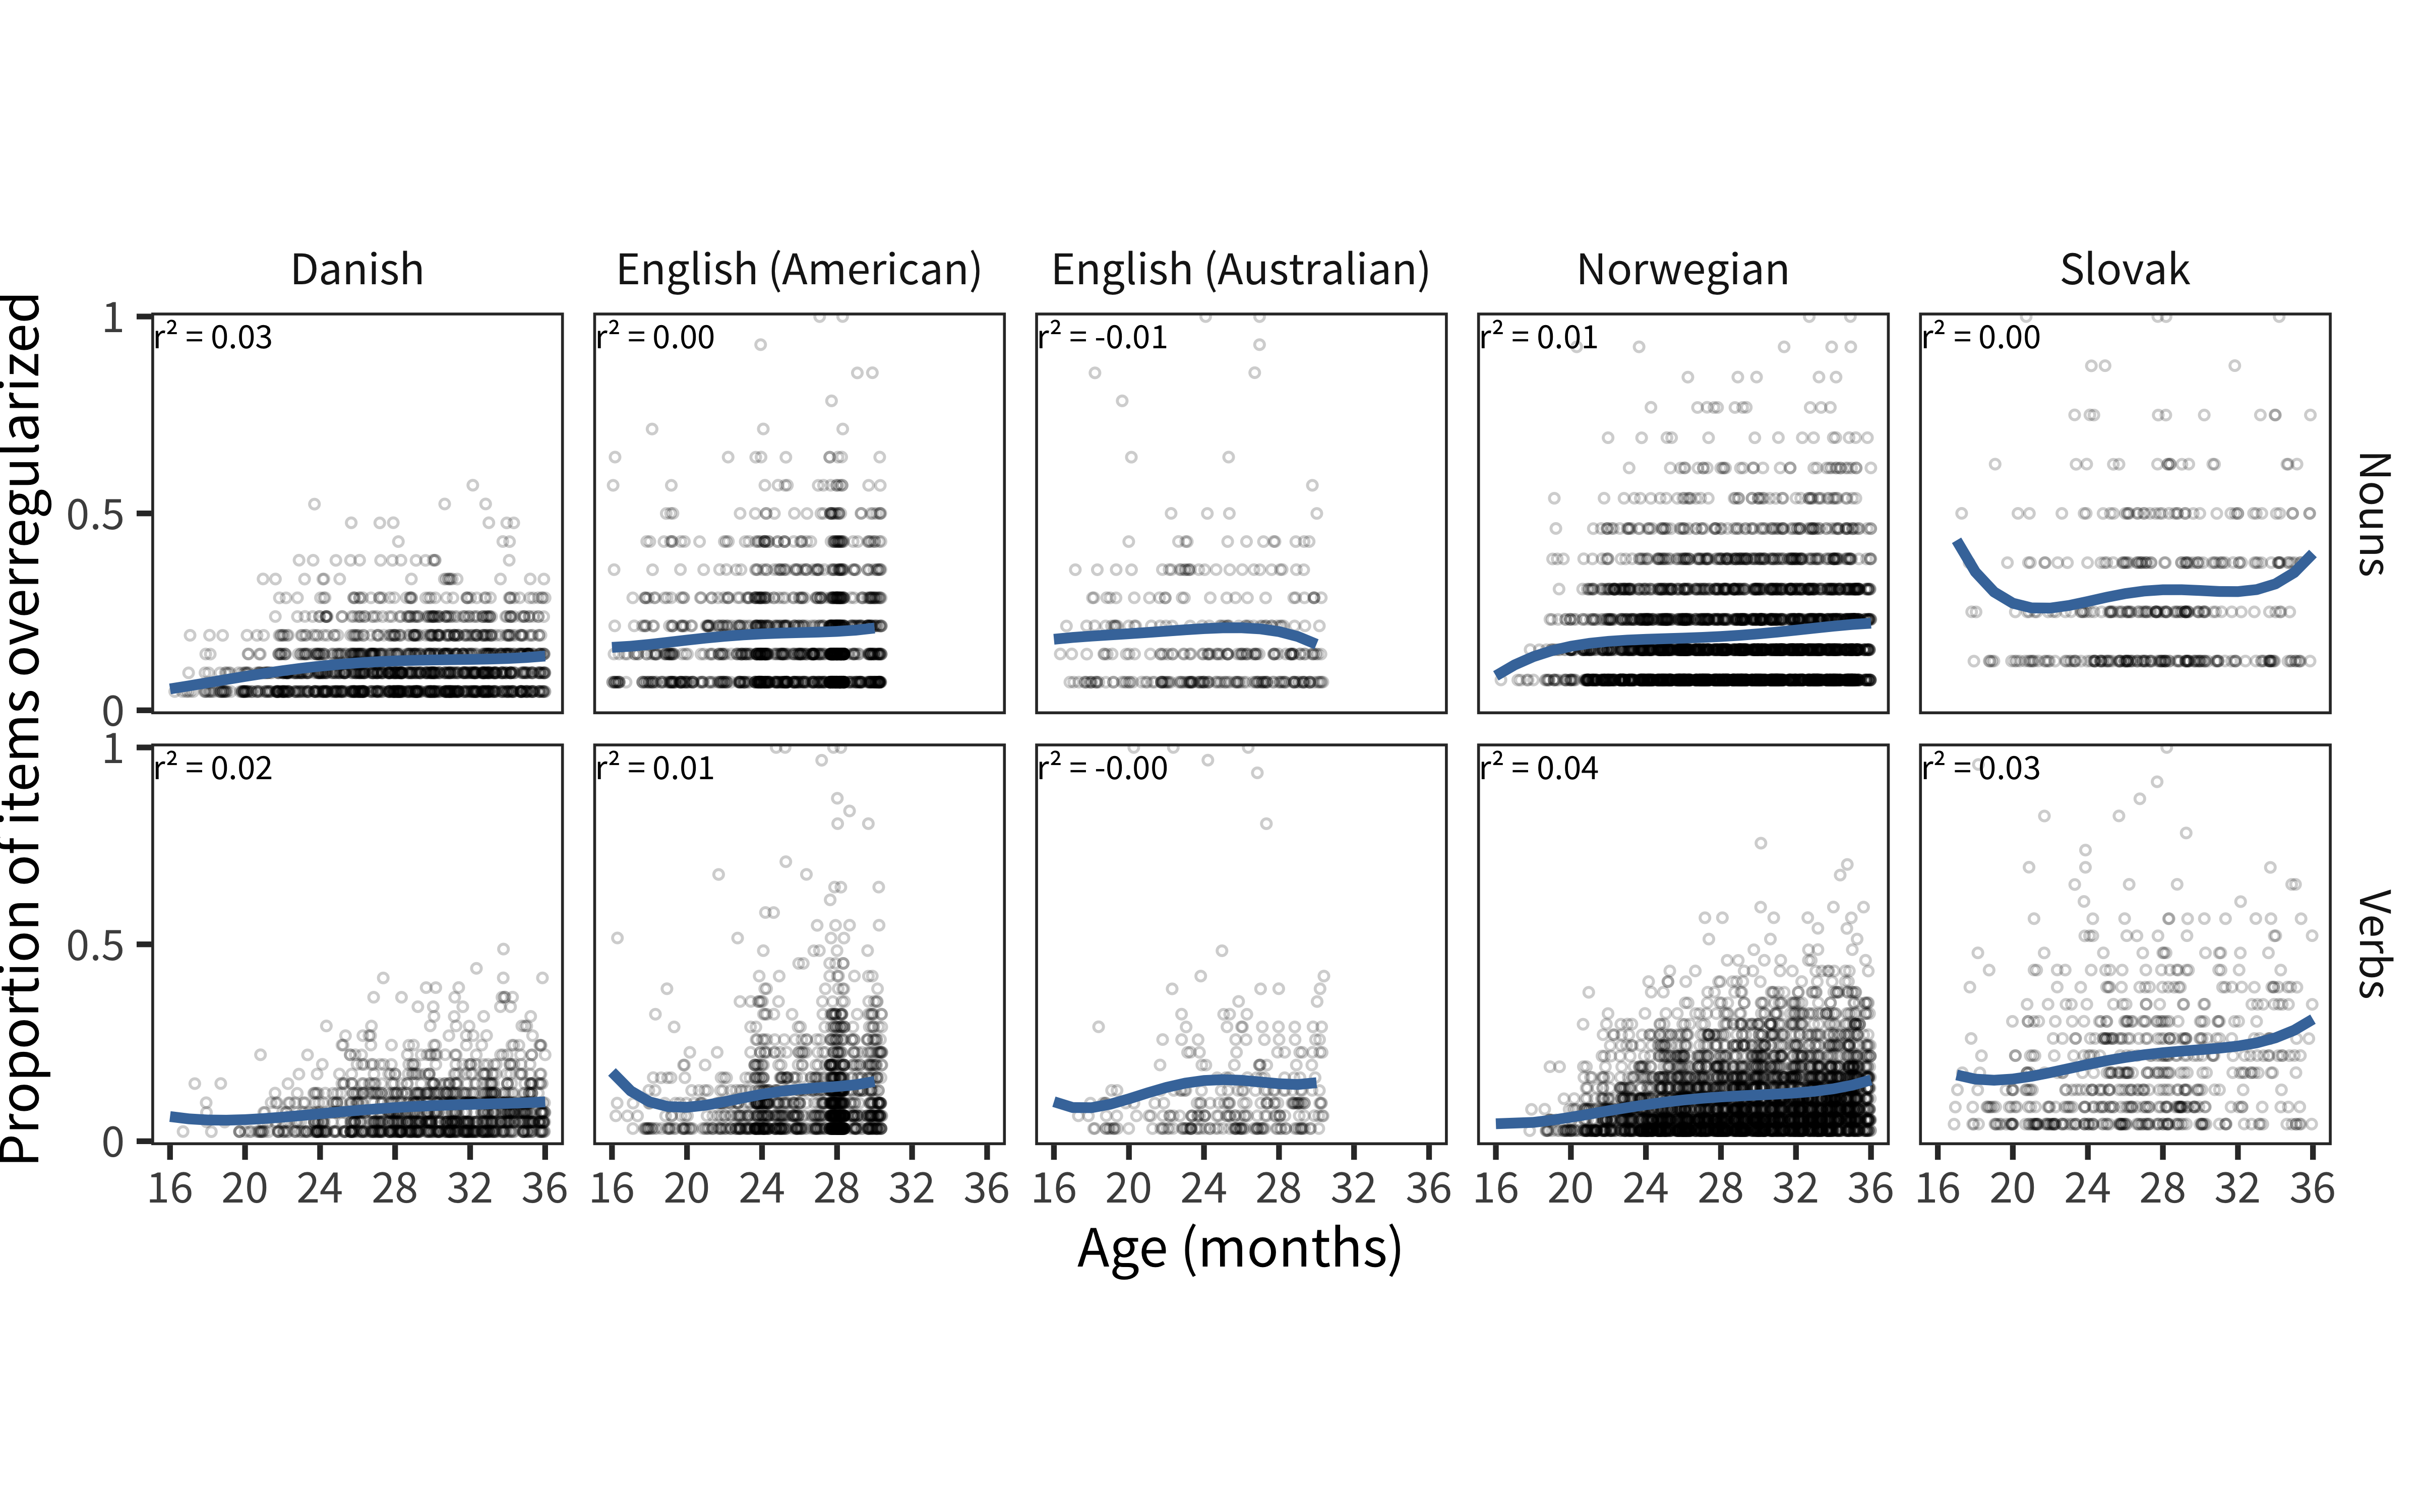 Danish
English (American)
English (Australian)
Norwegian
Slovak
Proportion of items overregularized
1
0.5
0
r² = 0.03
r² = 0.00
r² = -0.01
r² = 0.01
r² = 0.00
Nouns
1
0.5
0
r² = 0.02
r² = 0.01
r² = -0.00
r² = 0.04
r² = 0.03
Verbs
16 20 24 28 32 36
16 20 24 28 32 36
16 20 24 28 32 36
16 20 24 28 32 36
16 20 24 28 32 36
Age (months)